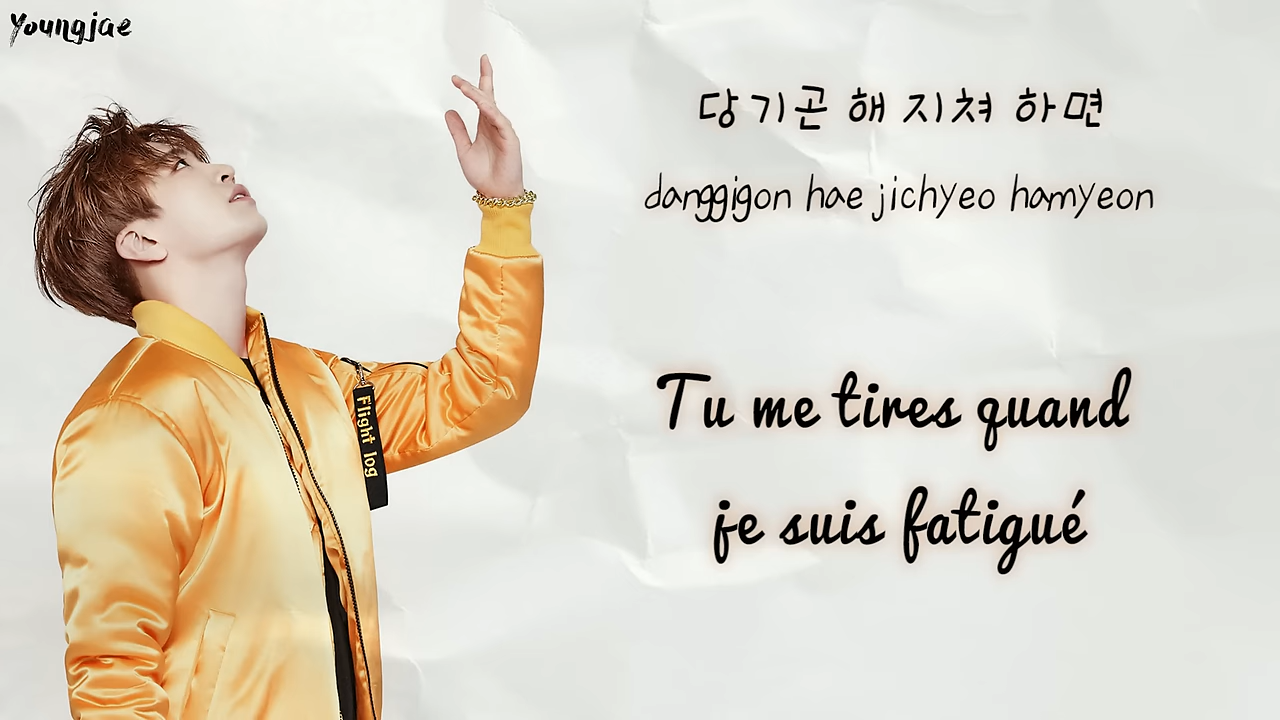 Youngjae
당기곤 해 지쳐 하면
danggigon hae jichyeo hamyeon
Flight log
Tu me tires quand
je suis fatigué